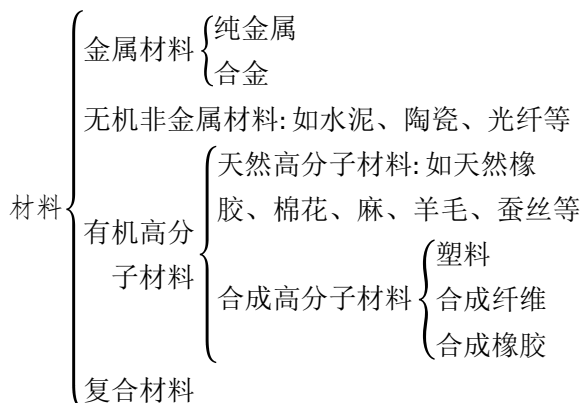 材料
金属材料
纯金属
合金
无机非金属材料: 如水泥、陶瓷、光纤等
有机高分
子材料
天然高分子材料: 如天然橡
胶、棉花、麻、羊毛、蚕丝等
合成高分子材料
塑料
合成纤维
合成橡胶
复合材料